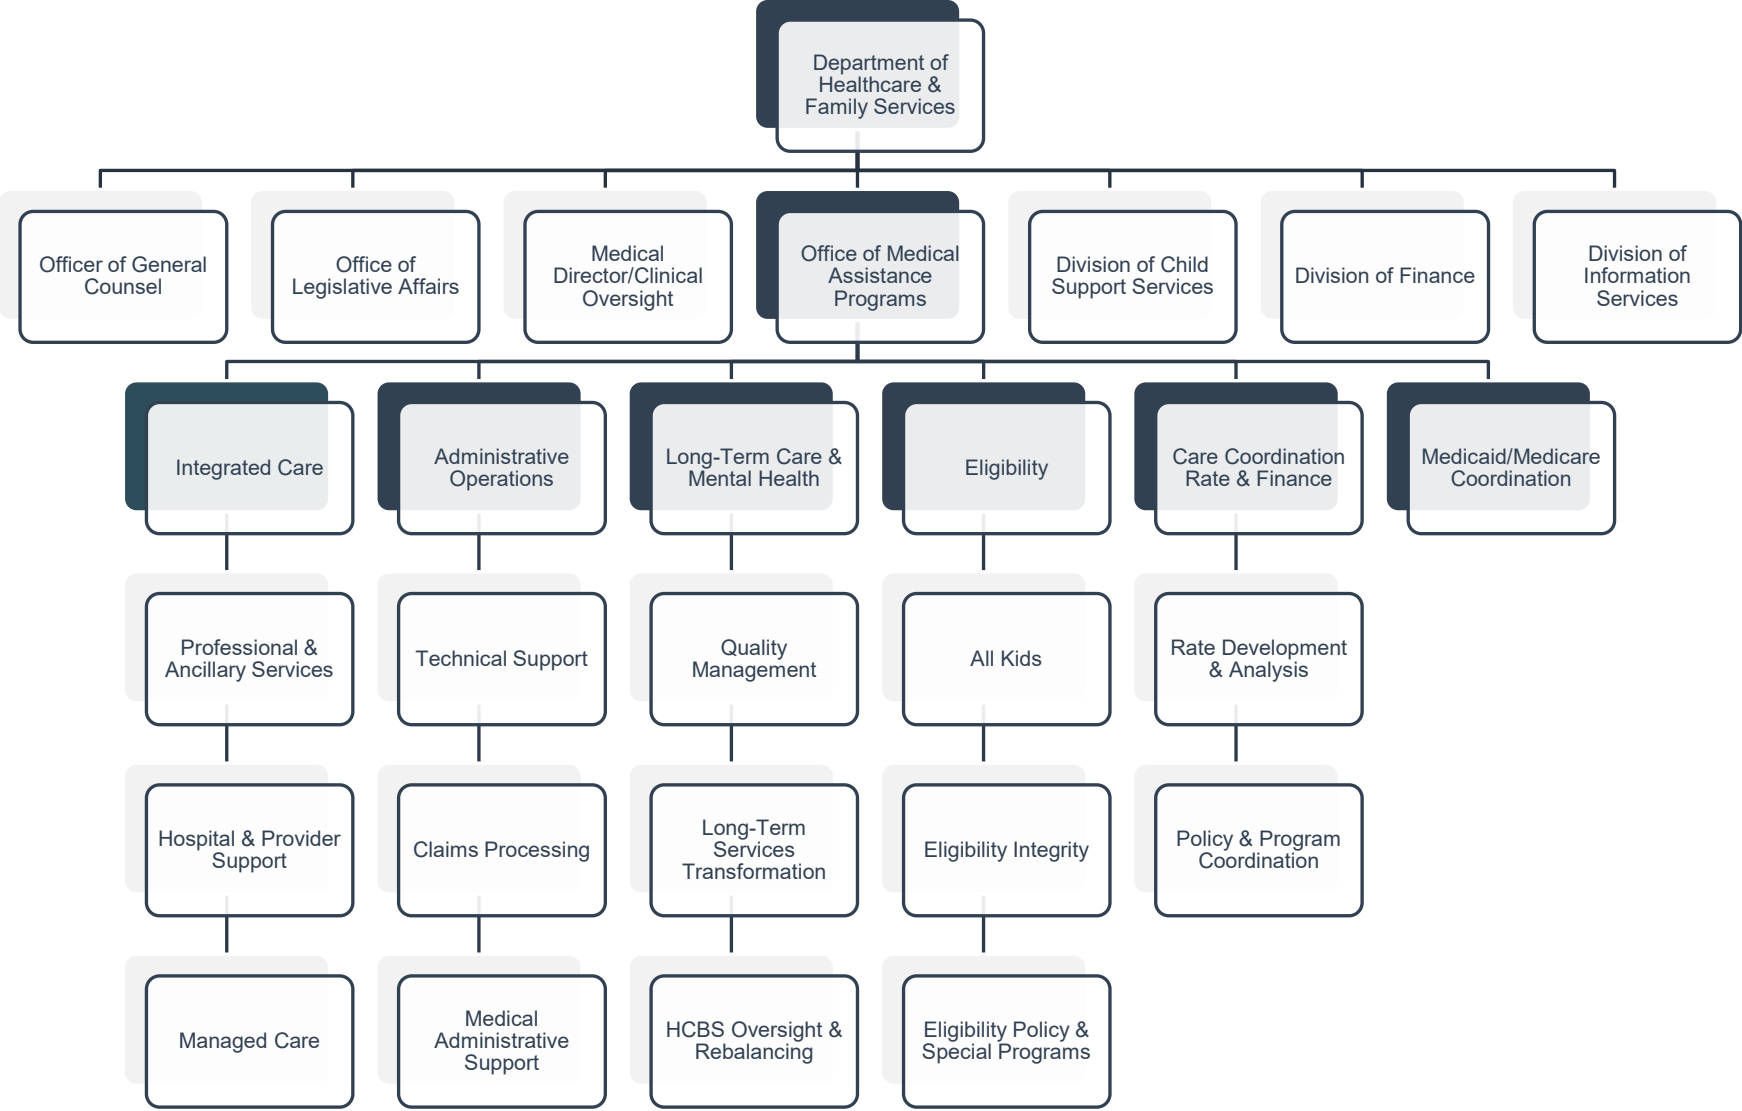 Department of
Healthcare &
Family Services
Officer of General
Counsel
Office of
Legislative Affairs
Medical
Director/Clinical
Oversight
Office of Medical
Assistance
Programs
Division of Child
Support Services
Division of Finance
Division of
Information
Services
Integrated Care
Administrative
Operations
Long-Term Care &
Mental Health
Eligibility
Care Coordination
Rate & Finance
Medicaid/Medicare
Coordination
Professional &
Ancillary Services
Technical Support
Quality
Management
All Kids
Rate Development
& Analysis
Hospital & Provider
Support
Claims Processing
Long-Term
Services
Transformation
Eligibility Integrity
Policy & Program
Coordination
Managed Care
Medical
Administrative
Support
HCBS Oversight &
Rebalancing
Eligibility Policy &
Special Programs